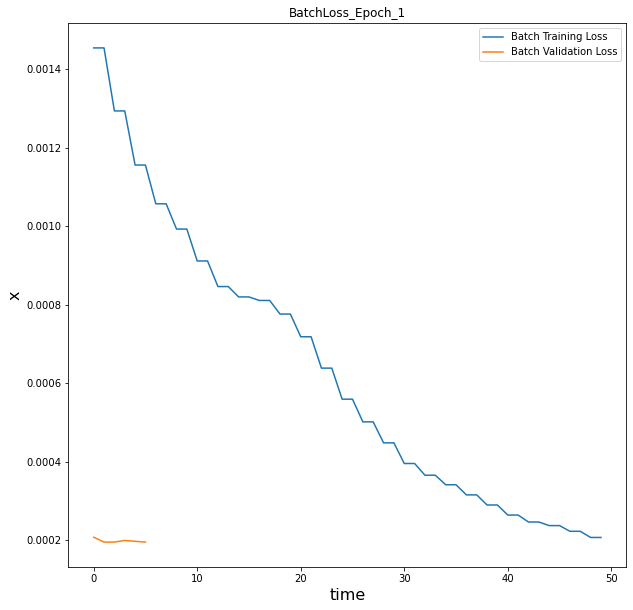 BatchLoss_Epoch_1
Batch Training Loss
Batch Validation Loss
0.0014
0.0012
0.0010
0.0008
0.0006
0.0004
0.0002
x
0 10 20 30 40 50
time